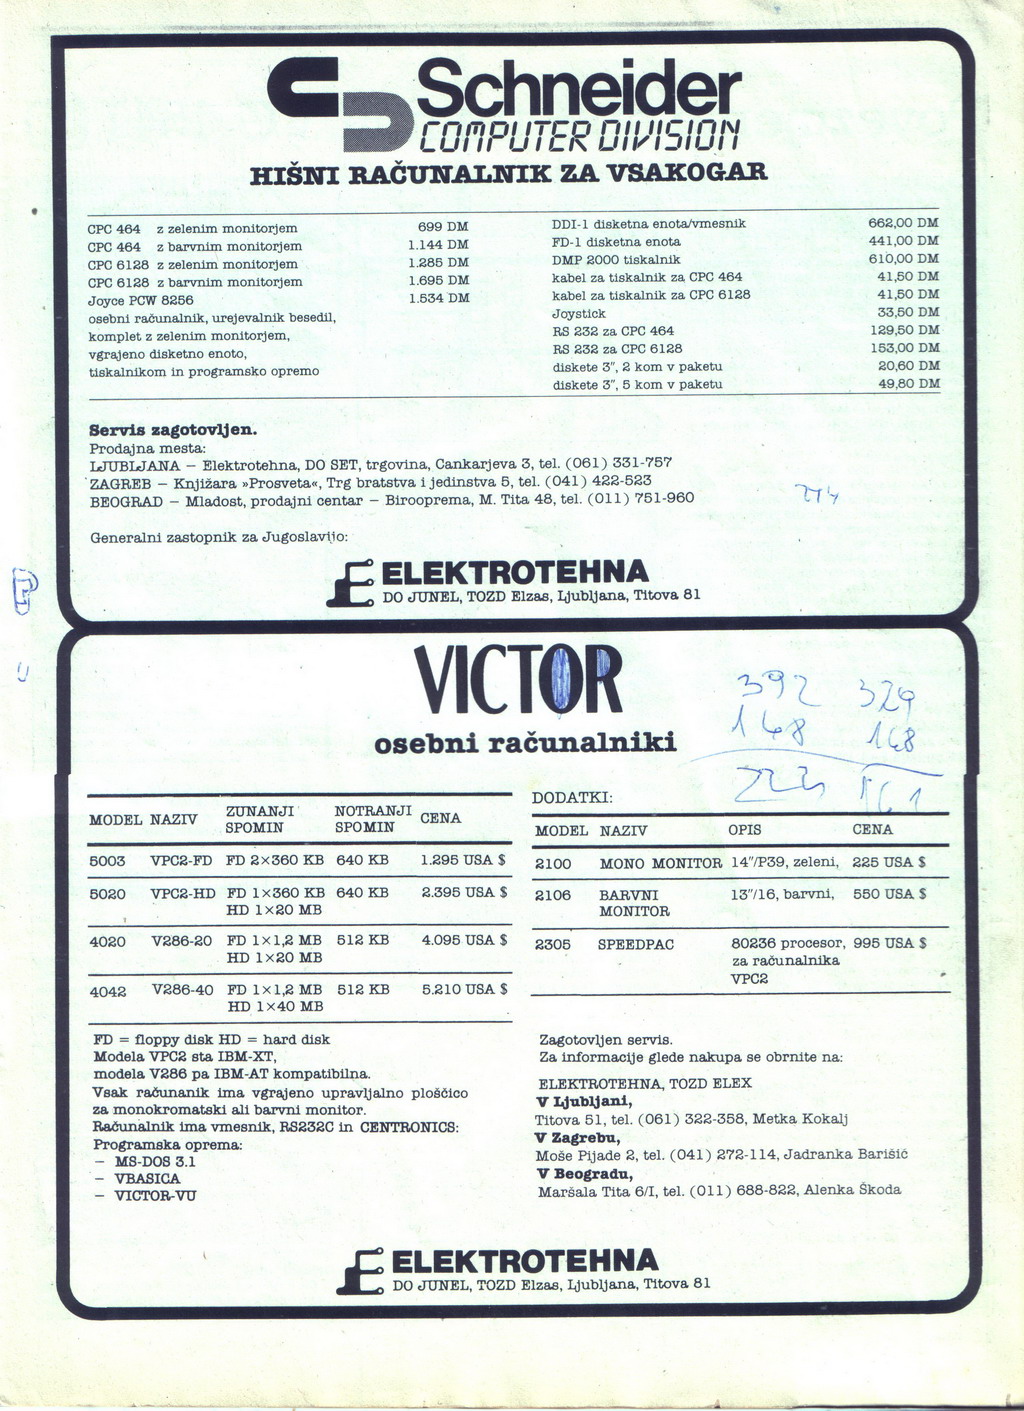 Schneider
COMPUTER DIVISION
HIŠNI RAČUNALNIK ZA VSAKOGAR
CPC 464 z zelenim monitorjem 699 DM
CPC 464 z barvnim monitorjem 1.144 DM
CPC 6128 z zelenim monitorjem 1.285 DM
CPC 6128 z barvnim monitorjem 1.695 DM
Joyce PCW 8256 1.534 DM
osebni računalnik, urejevalnik besedil,
komplet z zelenim monitorjem,
vgrajeno disketno enoto,
tiskalnikom in programsko opremo
DDI-1 disketna enota/vmesnik 662,00 DM
FD-1 disketna enota 441,00 DM
DMP 2000 tiskalnik 610,00 DM
kabel za tiskalnik za CPC 464 41,50 DM
kabel za tiskalnik za CPC 6128 41,50 DM
Joystick 33,50 DM
RS 232 za CPC 464 129,50 DM
RS 232 za CPC 6128 153,00 DM
diskete 3", 2 kom v paketu 20,60 DM
diskete 3", 5 kom v paketu 49,80 DM
Servis zagotovljen.
Prodajna mesta:
LJUBLJANA – Elektrotehna, DO SET, trgovina, Cankarjeva 3, tel. (061) 331-757
ZAGREB – Knjižara »Prosveta«, Trg bratstva i jedinstva 5, tel. (041) 422-523
BEOGRAD – Mladost, prodajni centar – Birooprema, M. Tita 48, tel. (011) 751-960
Generalni zastopnik za Jugoslavijo:
ELEKTROTEHNA
DO JUNEL, TOZD Elzas, Ljubljana, Titova 81
VICTOR
osebni računalniki
392 329
148 168
161
MODEL NAZIV ZUNANJI SPOMIN NOTRANJI SPOMIN CENA
5003 VPC2-FD FD 2×360 KB 640 KB 1.295 USA $
5020 VPC2-HD FD 1×360 KB 640 KB 2.395 USA $
HD 1×20 MB
4020 V286-20 FD 1×1,2 MB 512 KB 4.095 USA $
HD 1×20 MB
4042 V286-40 FD 1×1,2 MB 512 KB 5.210 USA $
HD 1×40 MB
FD = floppy disk HD = hard disk
Modela VPC2 sta IBM-XT,
modela V286 pa IBM-AT kompatibilna.
Vsak računanik ima vgrajeno upravljalno ploščico
za monokromatski ali barvni monitor.
Računalnik ima vmesnik, RS232C in CENTRONICS:
Programska oprema:
– MS-DOS 3.1
– VBASICA
– VICTOR-VU
DODATKI:
MODEL NAZIV OPIS CENA
2100 MONO MONITOR 14"/P39, zeleni, 225 USA $
2106 BARVNI 13"/16, barvni, 550 USA $
MONITOR
2305 SPEEDPAC 80236 procesor, 995 USA $
za računalnika
VPC2
Zagotovljen servis.
Za informacije glede nakupa se obrnite na:
ELEKTROTEHNA, TOZD ELEX
V Ljubljani,
Titova 51, tel. (061) 322-358, Metka Kokalj
V Zagrebu,
Moše Pijade 2, tel. (041) 272-114, Jadranka Barišić
V Beogradu,
Maršala Tita 6/I, tel. (011) 688-822, Alenka Škoda
ELEKTROTEHNA
DO JUNEL, TOZD Elzas, Ljubljana, Titova 81